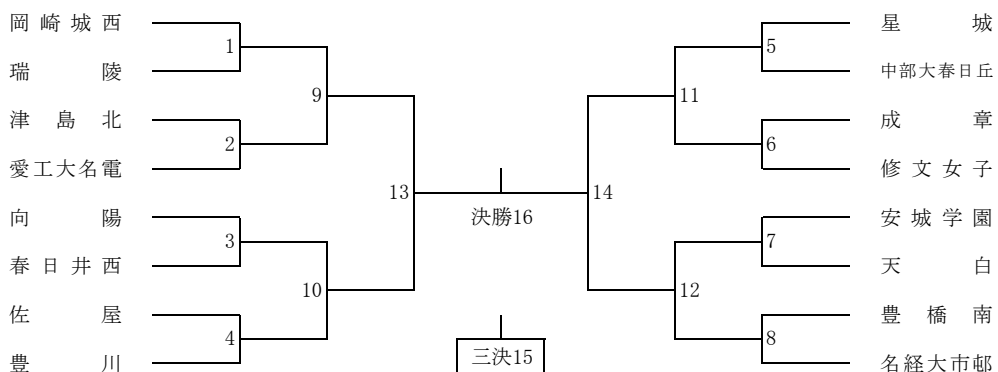 岡崎城西
1
瑞陵
9
津島北
2
愛工大名電
13
向陽
3
春日井西
10
佐屋
4
豊川
決勝16
三決15
星城
5
中部大春日丘
11
成章
6
修文女子
14
安城学園
7
天白
12
豊橋南
8
名経大市邨